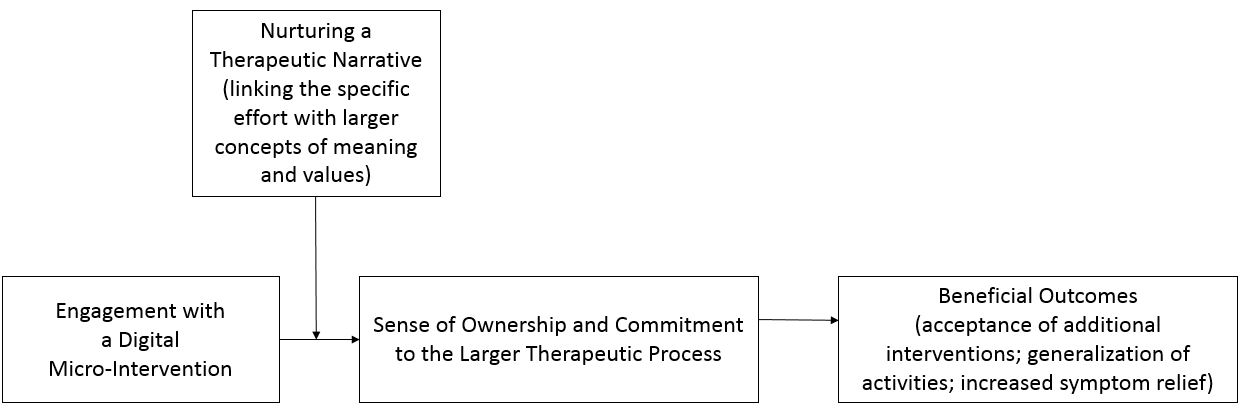 Nurturing a
Therapeutic Narrative
(linking the specific
effort with larger
concepts of meaning
and values)
Engagement with
a Digital
Micro-Intervention
Sense of Ownership and Commitment
to the Larger Therapeutic Process
Beneficial Outcomes
(acceptance of additional
interventions; generalization of
activities; increased symptom relief)